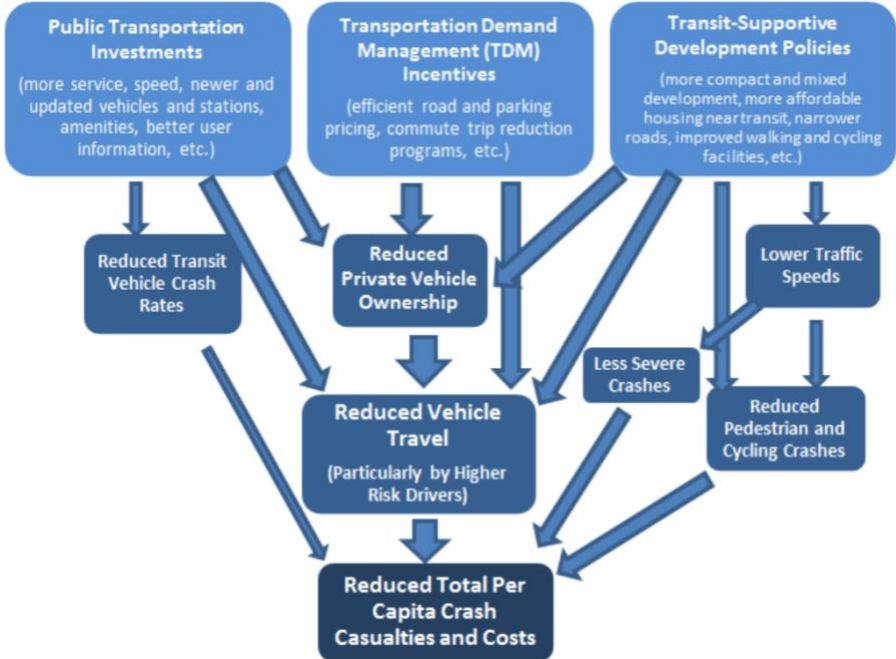 Public Transportation
Investments
(more service, speed, newer and
updated vehicles and stations,
amenities, better user
information, etc.)
Transportation Demand
Management (TDM)
Incentives
(efficient road and parking
pricing, commute trip reduction
programs, etc.)
Transit-Supportive
Development Policies
(more compact and mixed
development, more affordable
housing near transit, narrower
roads, improved walking and cycling
facilities, etc.)
Reduced Transit
Vehicle Crash
Rates
Reduced
Private Vehicle
Ownership
Lower Traffic
Speeds
Less Severe
Crashes
Reduced
Pedestrian and
Cycling Crashes
Reduced Vehicle
Travel
(Particularly by Higher
Risk Drivers)
Reduced Total Per
Capita Crash
Casualties and Costs